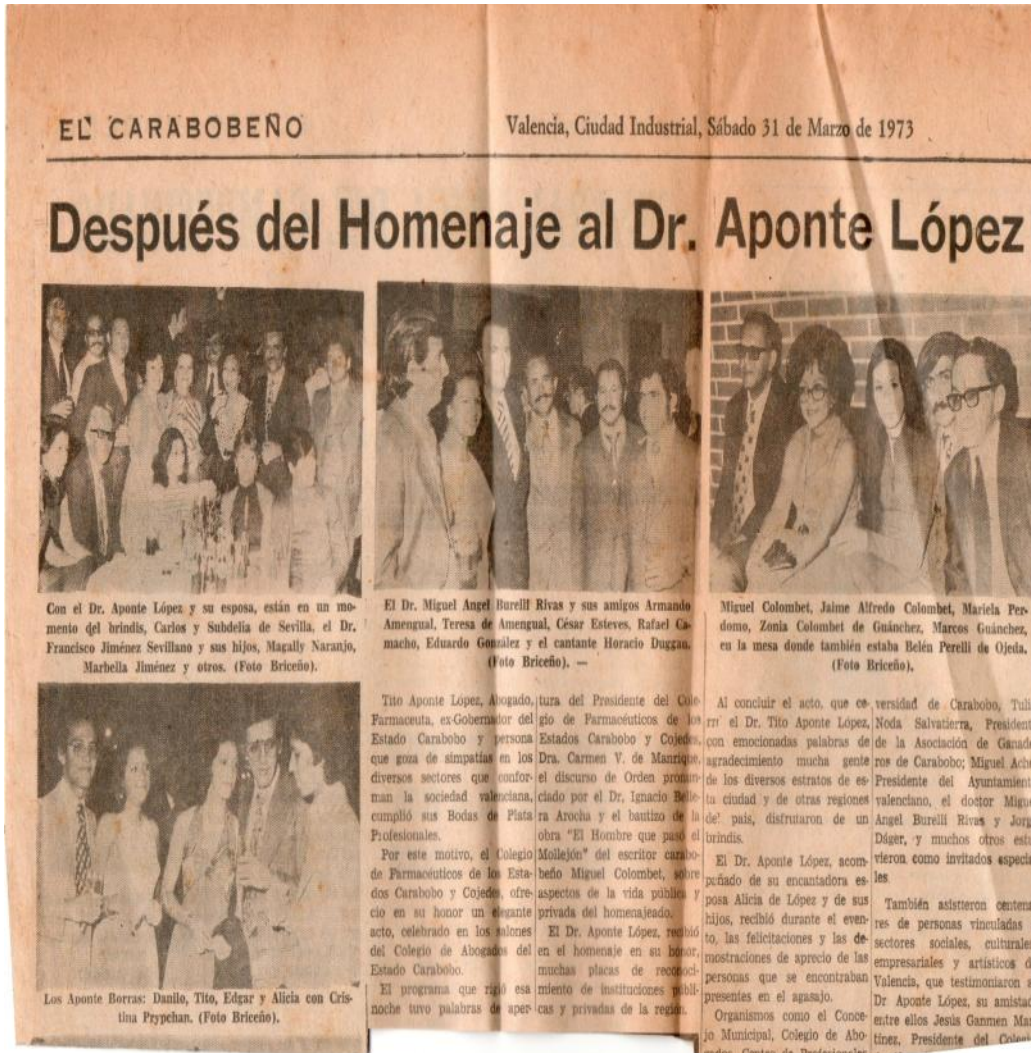 EL CARABOBEÑO
Valencia, Ciudad Industrial, Sábado 31 de Marzo de 1973
Después del Homenaje al Dr. Aponte López
Con el Dr. Aponte López y su esposa, están en un mo-
mento del brindis, Carlos y Subdelia de Sevilla, el Dr.
Francisco Jiménez Sevillano y sus hijos, Magally Naranjo,
Marbella Jiménez y otros. (Foto Briceño).
El Dr. Miguel Angel Burelli Rivas y sus amigos Armando
Amengual, Teresa de Amengual, César Esteves, Rafael Ca-
macho, Eduardo González y el cantante Horacio Duggan.
(Foto Briceño). —
Miguel Colombet, Jaime Alfredo Colombet, Mariela Per-
domo, Zonia Colombet de Guánchez, Marcos Guánchez,
en la mesa donde también estaba Belén Perelli de Ojeda.
(Foto Briceño).
Los Aponte Borras: Danilo, Tito, Edgar y Alicia con Cris-
tina Prypchan. (Foto Briceño).
Tito Aponte López, Abogado,
Farmaceuta, ex-Gobernador del
Estado Carabobo y persona
que goza de simpatías en los
diversos sectores que confor-
man la sociedad valenciana,
cumplió sus Bodas de Plata
Profesionales.
Por este motivo, el Colegio
de Farmacéuticos de los Esta-
dos Carabobo y Cojedes, ofre-
cio en su honor un elegante
acto, celebrado en los salones
del Colegio de Abogados del
Estado Carabobo.
El programa que rigió esa
noche tuvo palabras de aper-
tura del Presidente del Cole-
gio de Farmacéuticos de los
Estados Carabobo y Cojedes,
Dra. Carmen V. de Manrique,
el discurso de Orden pronun-
ciado por el Dr. Ignacio Belle-
ra Arocha y el bautizo de la
obra "El Hombre que pasó el
Mollejón" del escritor carabo-
beño Miguel Colombet, sobre
aspectos de la vida pública y
privada del homenajeado.
El Dr. Aponte López, recibió
en el homenaje en su honor,
muchas placas de reconoci-
miento de instituciones públi-
cas y privadas de la región.
Al concluir el acto, que ce-
rró el Dr. Tito Aponte López,
con emocionadas palabras de
agradecimiento mucha gente
de los diversos estratos de es-
ta ciudad y de otras regiones
del país, disfrutaron de un
brindis.
El Dr. Aponte López, acom-
pañado de su encantadora es-
posa Alicia de López y de sus
hijos, recibió durante el even-
to, las felicitaciones y las de-
mostraciones de aprecio de las
personas que se encontraban
presentes en el agasajo.
Organismos como el Conce-
jo Municipal, Colegio de Abo-
versidad de Carabobo, Tuli
Noda Salvatierra, President
de la Asociación de Ganade
ros de Carabobo; Miguel Ache
Presidente del Ayuntamient
valenciano, el doctor Migue
Angel Burelli Rivas y Jorg
Dáger, y muchos otros estu
vieron como invitados especia
les.
También asistieron centena
res de personas vinculadas
sectores sociales, culturale
empresariales y artísticos d
Valencia, que testimoniaron a
Dr Aponte López, su amistad
entre ellos Jesús Ganmen Mar
tínez, Presidente del